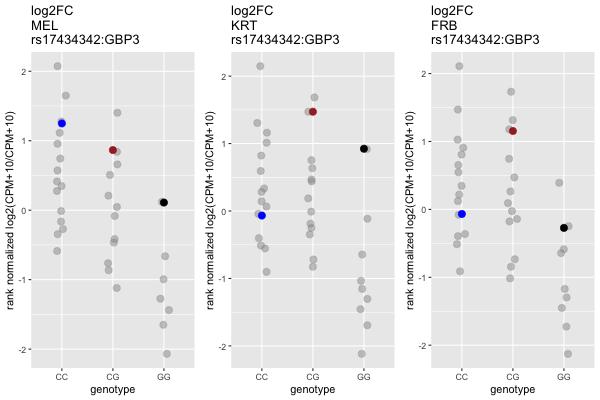 log2FC
MEL
rs17434342:GBP3
rank normalized log2(CPM+10/CPM+10)
2
1
0
-1
-2
CC
CG
GG
genotype
log2FC
KRT
rs17434342:GBP3
rank normalized log2(CPM+10/CPM+10)
2
1
0
-1
-2
CC
CG
GG
genotype
log2FC
FRB
rs17434342:GBP3
rank normalized log2(CPM+10/CPM+10)
2
1
0
-1
-2
CC
CG
GG
genotype